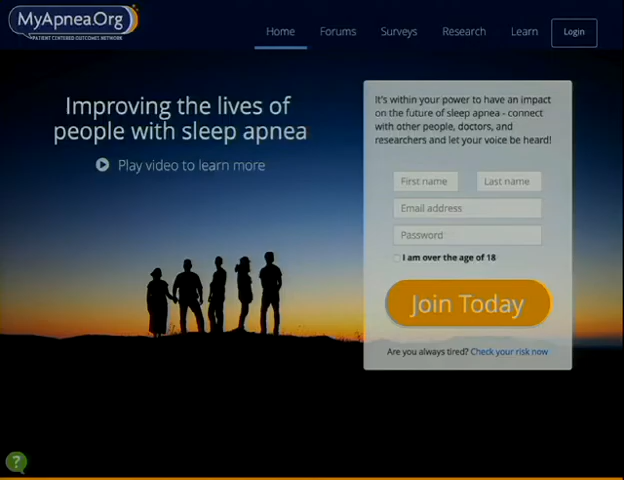 MyApnea.Org
PATIENT CENTERED OUTCOMES NETWORK
Home Forums Surveys Research Learn Login
Improving the lives of
people with sleep apnea
Play video to learn more
It's within your power to have an impact
on the future of sleep apnea - connect
with other people, doctors, and
researchers and let your voice be heard!
First name Last name
Email address
Password
I am over the age of 18
Join Today
Are you always tired? Check your risk now
?